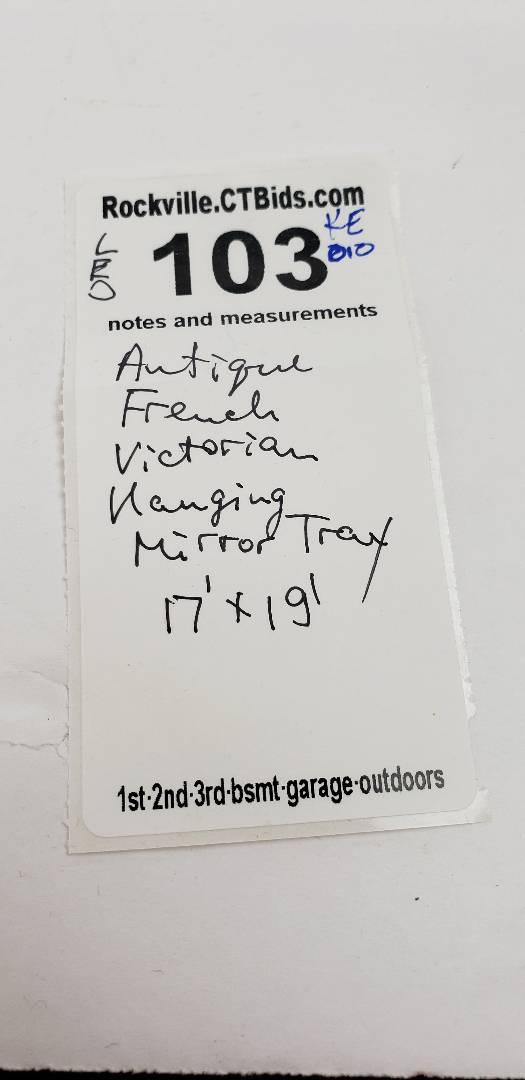 Rockville.CTBids.com
LEO 103 KE 010
notes and measurements
Antique
French
Victorian
Hanging
Mirror Tray
17' x 19'
1st·2nd·3rd·bsmt·garage·outdoors